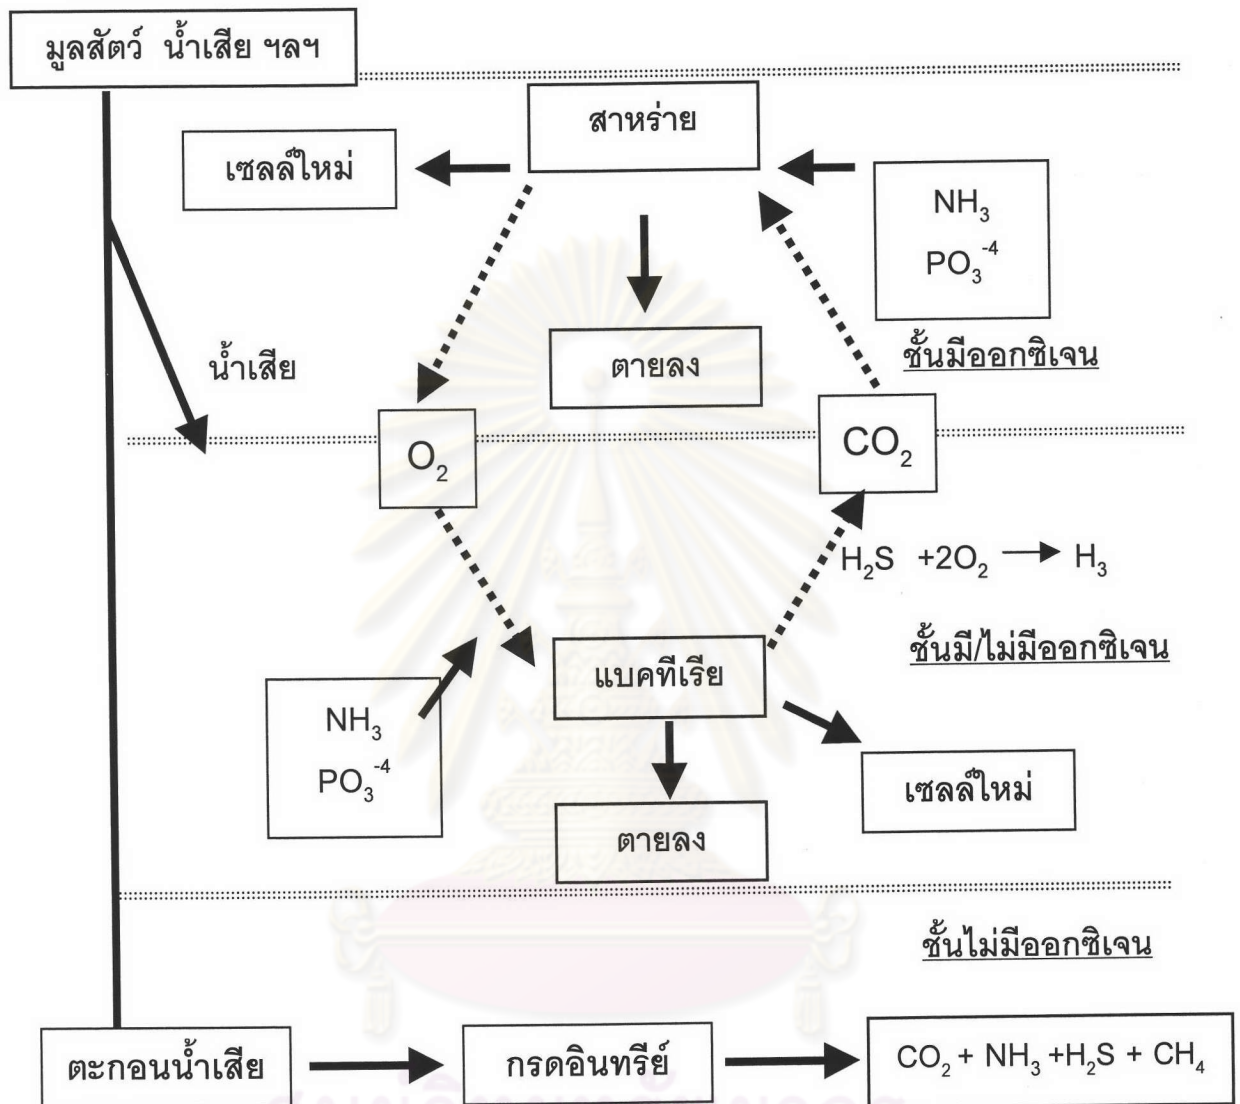 มูลสัตว์ น้ำเสีย ฯลฯ
สาหร่าย
เซลล์ใหม่
NH₃
PO₃⁻⁴
น้ำเสีย
ตายลง
ชั้นมีออกซิเจน
O₂
CO₂
H₂S +2O₂ → H₃
ชั้นมี/ไม่มีออกซิเจน
แบคทีเรีย
NH₃
PO₃⁻⁴
เซลล์ใหม่
ตายลง
ชั้นไม่มีออกซิเจน
ตะกอนน้ำเสีย
กรดอินทรีย์
CO₂ + NH₃ +H₂S + CH₄